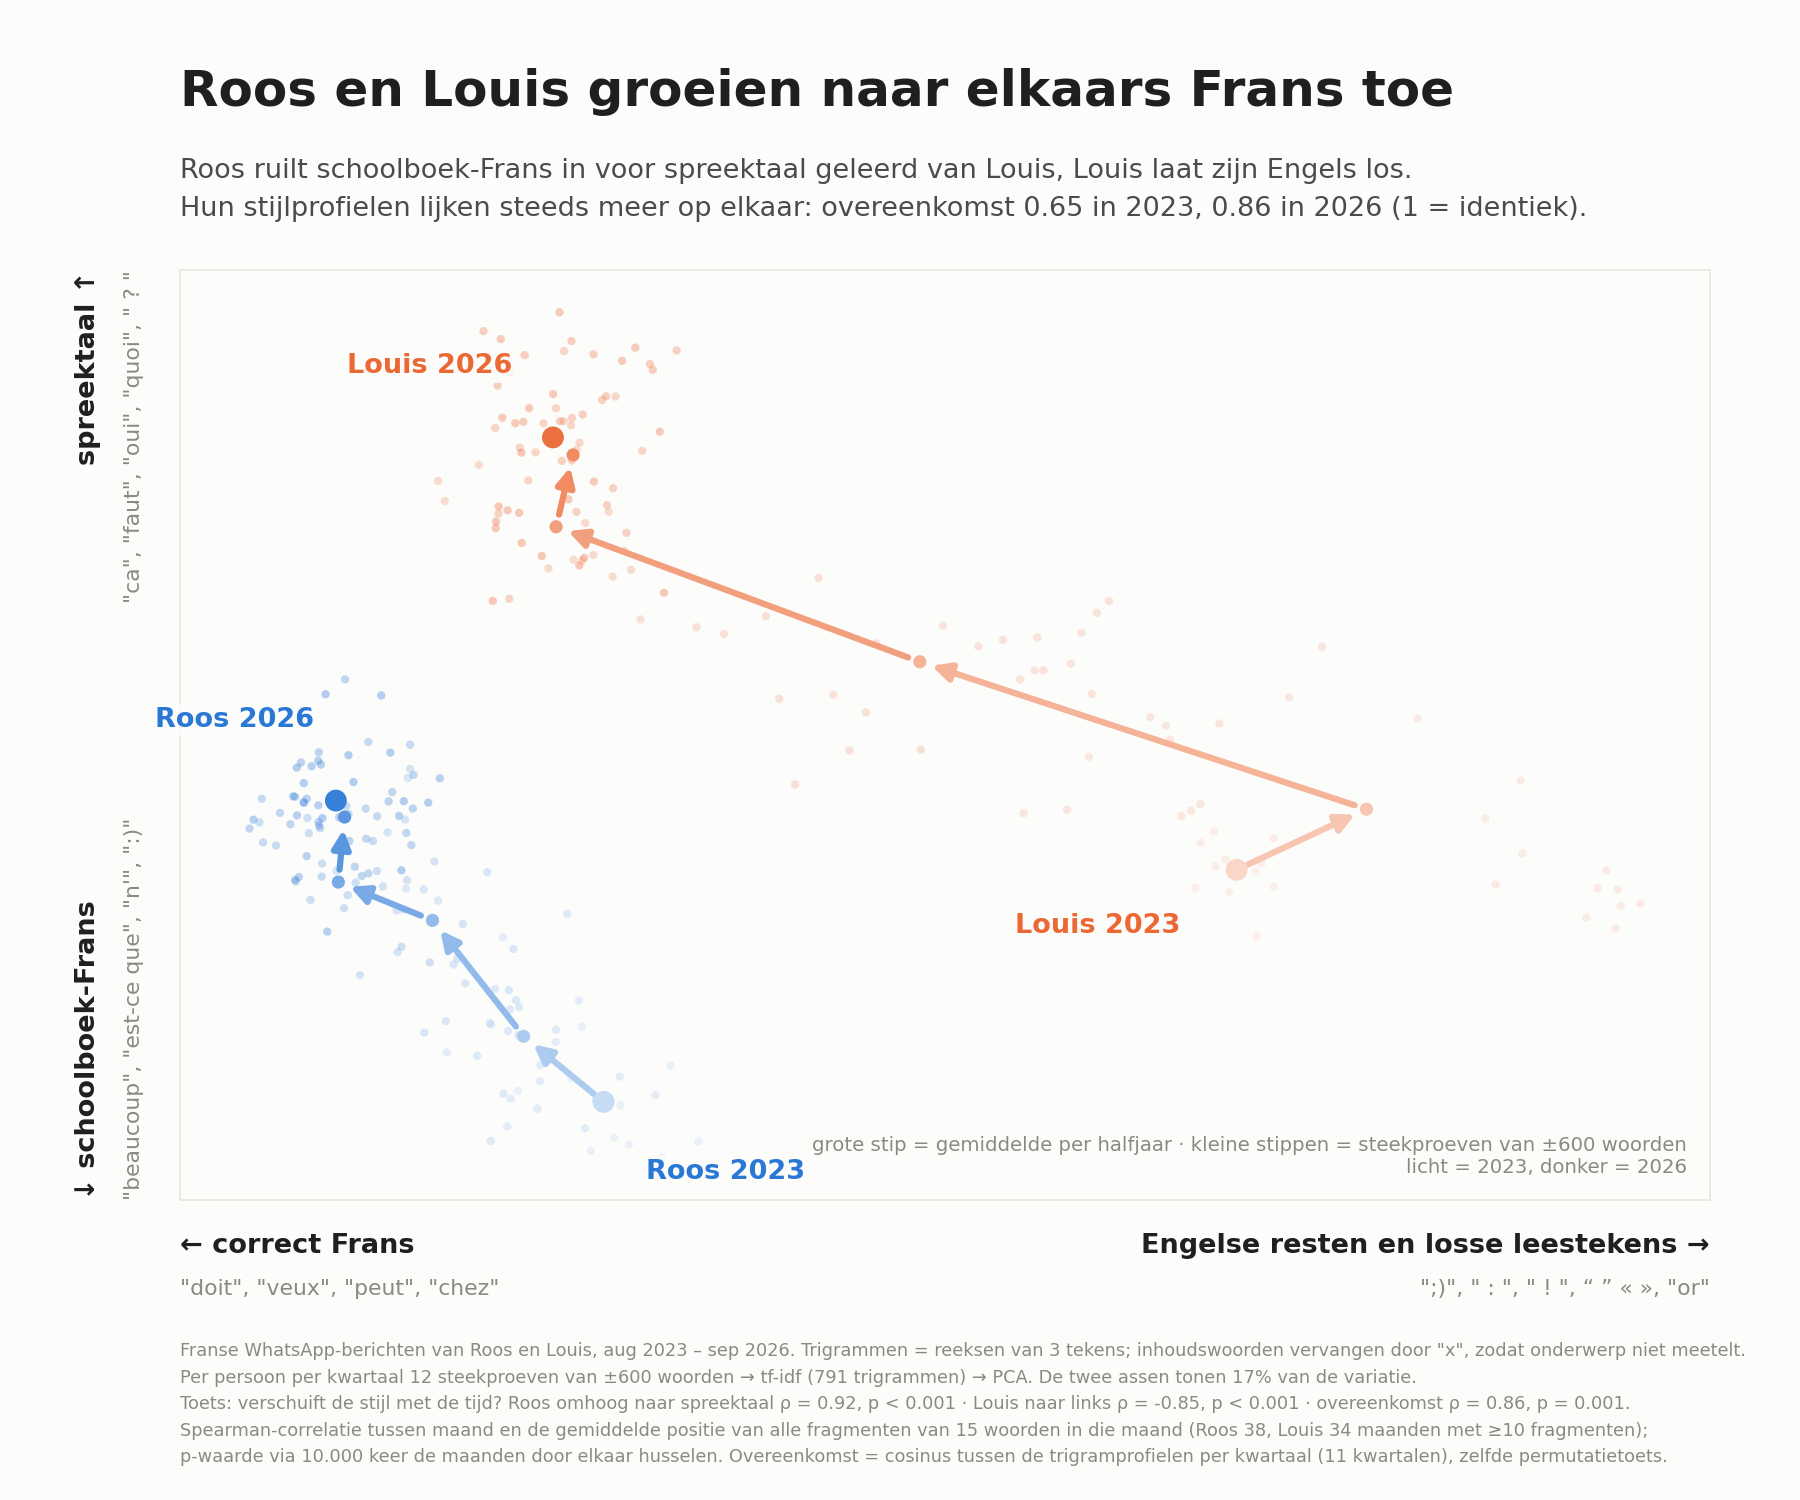 Roos en Louis groeien naar elkaars Frans toe
Roos ruilt schoolboek-Frans in voor spreektaal geleerd van Louis, Louis laat zijn Engels los.
Hun stijlprofielen lijken steeds meer op elkaar: overeenkomst 0.65 in 2023, 0.86 in 2026 (1 = identiek).
spreektaal ↑
"ca", "faut", "oui", "quoi", " ? "
↓ schoolboek-Frans
"beaucoup", "est-ce que", "n'", ":)"
Louis 2026
Roos 2026
Louis 2023
Roos 2023
grote stip = gemiddelde per halfjaar · kleine stippen = steekproeven van ±600 woorden
licht = 2023, donker = 2026
← correct Frans
Engelse resten en losse leestekens →
"doit", "veux", "peut", "chez"
";)", " : ", " ! ", “ ” « », "or"
Franse WhatsApp-berichten van Roos en Louis, aug 2023 – sep 2026. Trigrammen = reeksen van 3 tekens; inhoudswoorden vervangen door "x", zodat onderwerp niet meetelt.
Per persoon per kwartaal 12 steekproeven van ±600 woorden → tf-idf (791 trigrammen) → PCA. De twee assen tonen 17% van de variatie.
Toets: verschuift de stijl met de tijd? Roos omhoog naar spreektaal ρ = 0.92, p < 0.001 · Louis naar links ρ = -0.85, p < 0.001 · overeenkomst ρ = 0.86, p = 0.001.
Spearman-correlatie tussen maand en de gemiddelde positie van alle fragmenten van 15 woorden in die maand (Roos 38, Louis 34 maanden met ≥10 fragmenten);
p-waarde via 10.000 keer de maanden door elkaar husselen. Overeenkomst = cosinus tussen de trigramprofielen per kwartaal (11 kwartalen), zelfde permutatietoets.